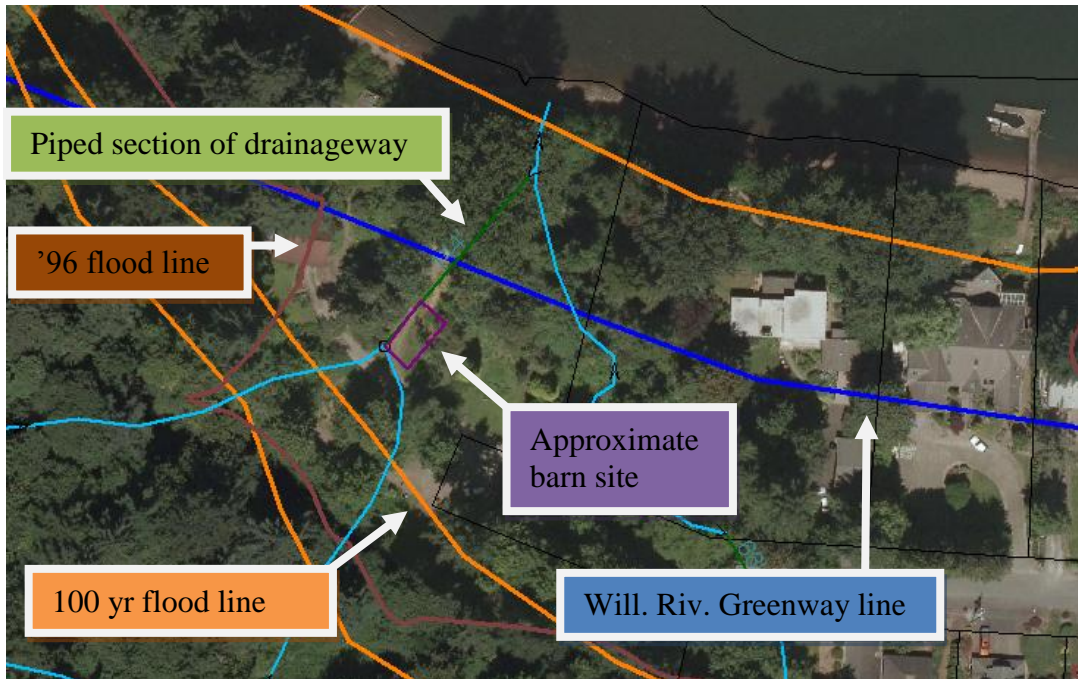 Piped section of drainageway
’96 flood line
Approximate
barn site
100 yr flood line
Will. Riv. Greenway line